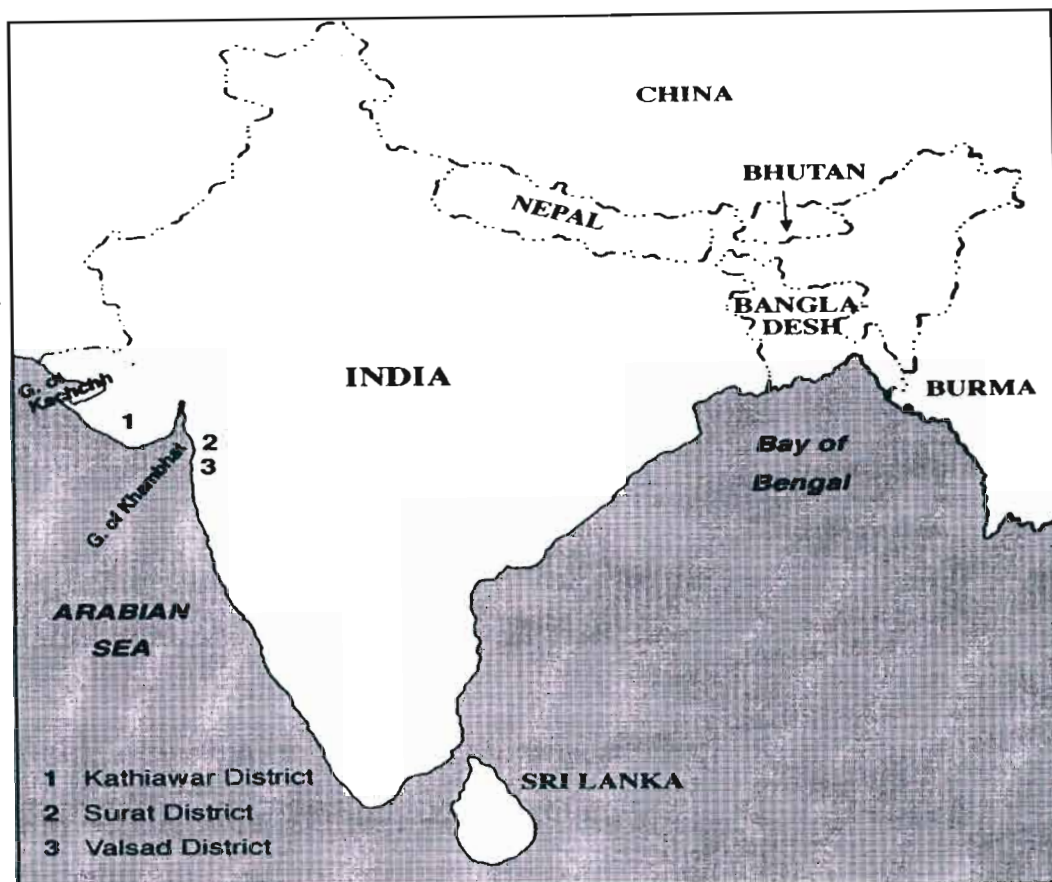 CHINA
BHUTAN
NEPAL
BANGLA-
DESH
INDIA
BURMA
G. of
Kachchh
1
2
3
G. of Khambhat
Bay of
Bengal
ARABIAN
SEA
SRI LANKA
1 Kathiawar District
2 Surat District
3 Valsad District